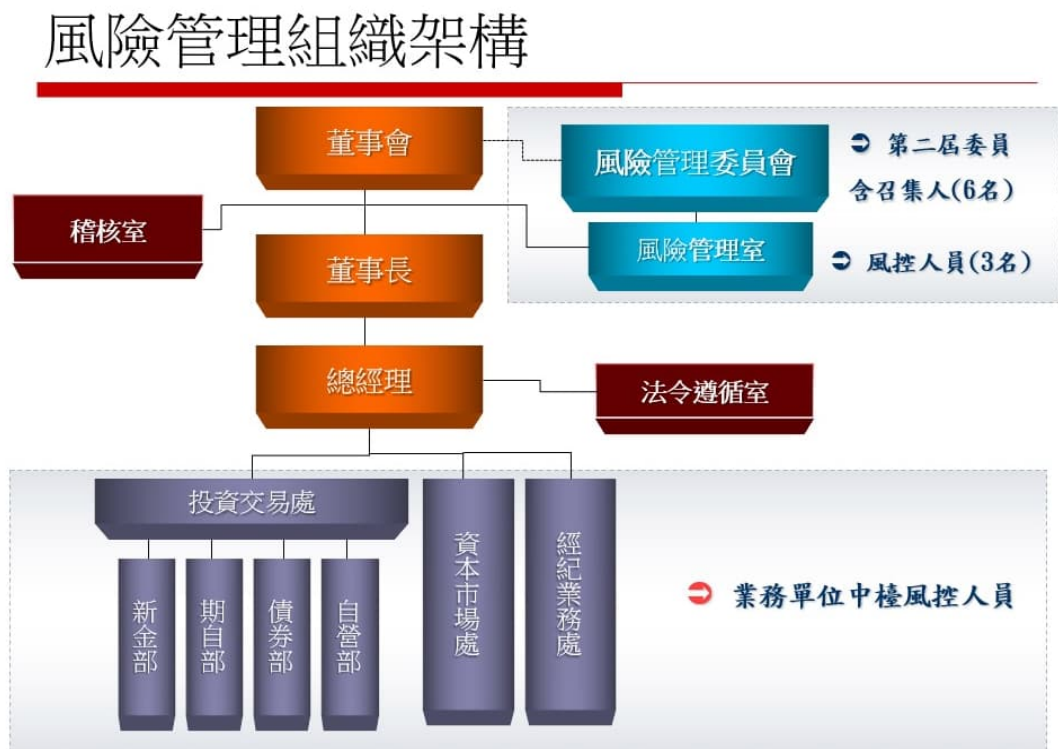 風險管理組織架構
董事會
風險管理委員會
➲ 第二屆委員
含召集人(6名)
稽核室
風險管理室
➲ 風控人員(3名)
董事長
總經理
法令遵循室
投資交易處
資本市場處
經紀業務處
新金部
期自部
債券部
自營部
➲ 業務單位中檯風控人員